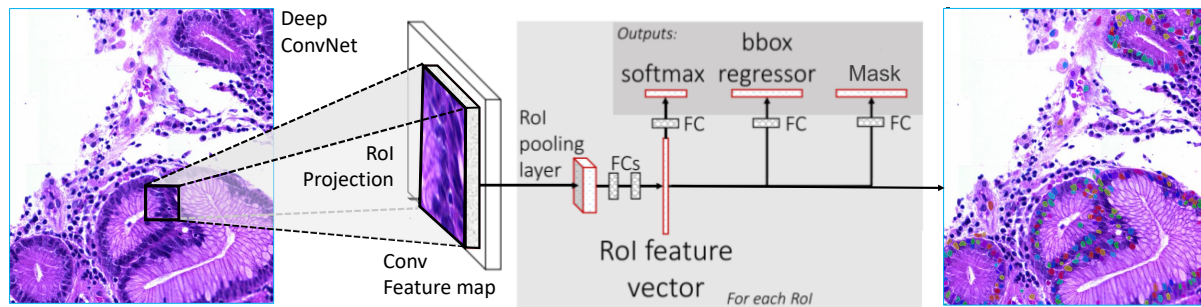 Deep
ConvNet
RoI
Projection
Conv
Feature map
RoI
pooling
layer
FCs
Outputs:
softmax
bbox
regressor
Mask
FC
FC
FC
RoI feature
vector
For each RoI